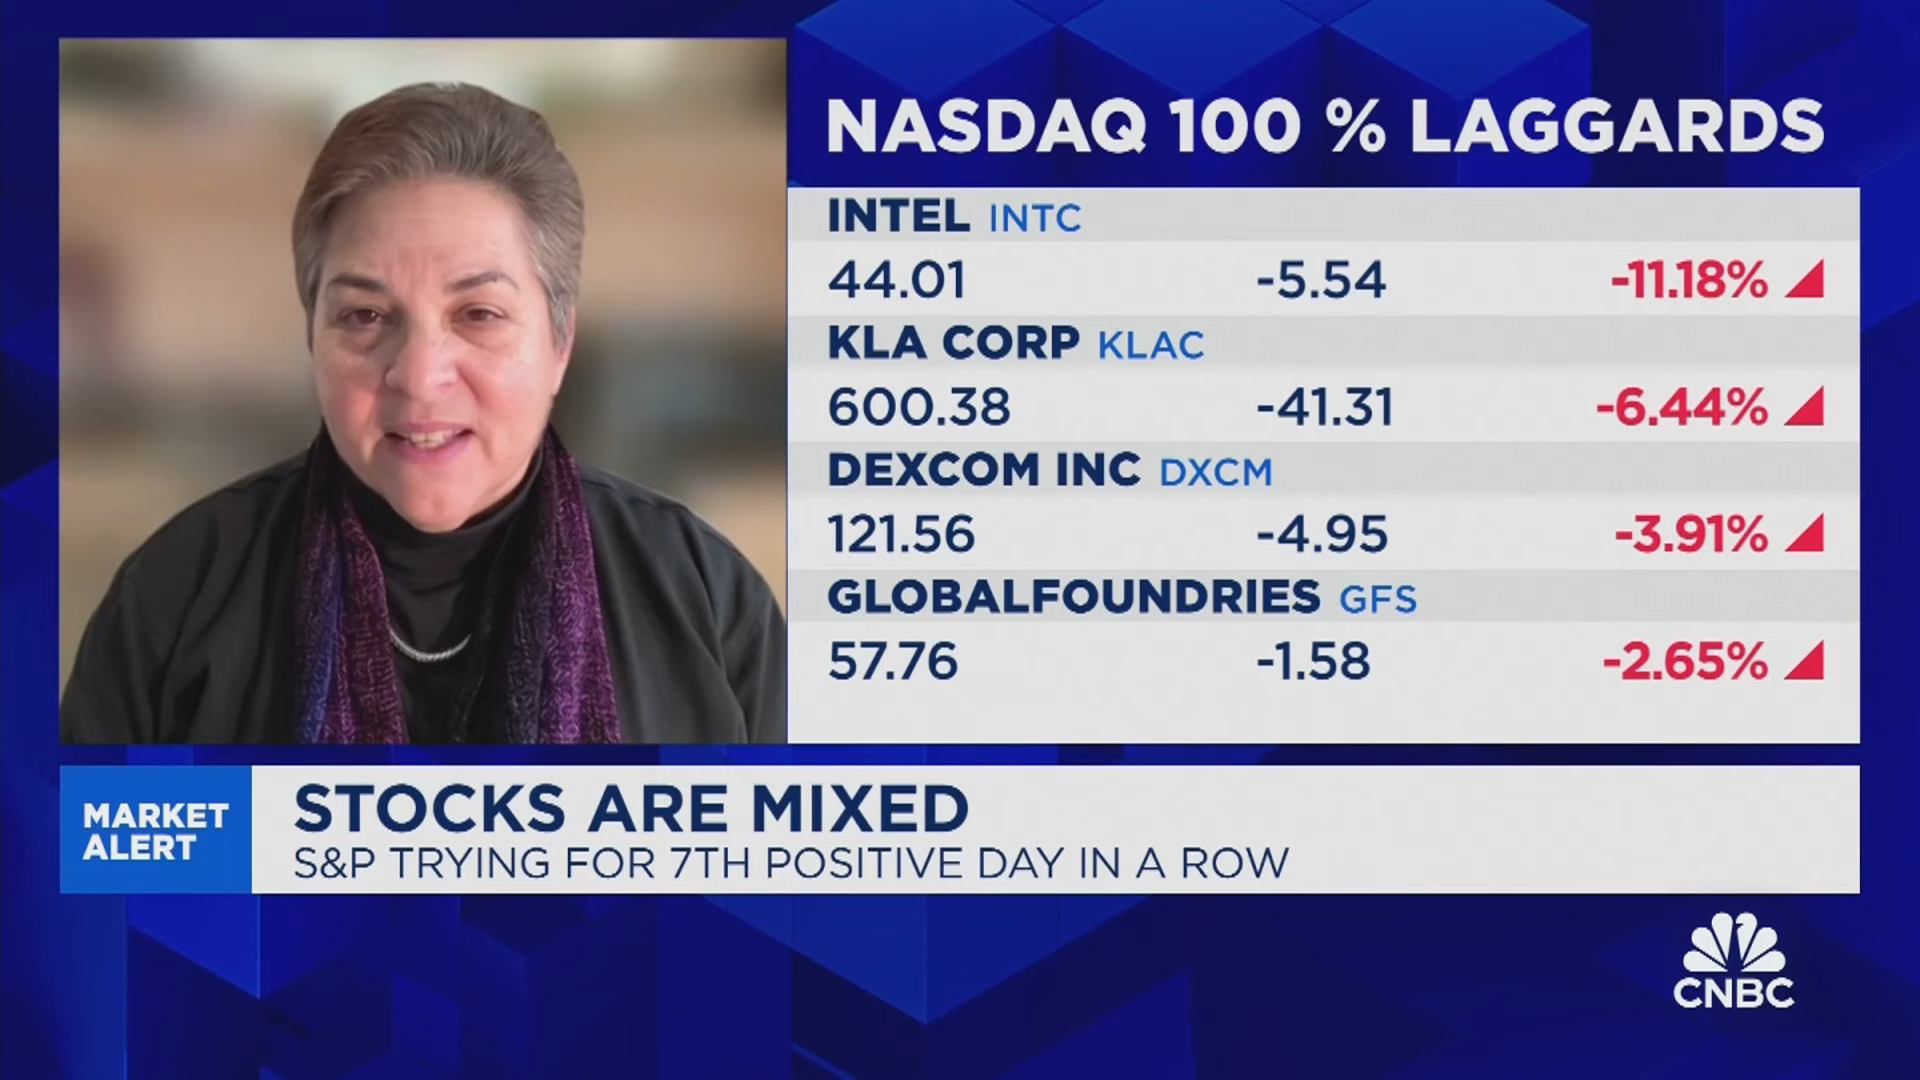 NASDAQ 100 % LAGGARDS
INTEL INTC
44.01 -5.54 -11.18%
KLA CORP KLAC
600.38 -41.31 -6.44%
DEXCOM INC DXCM
121.56 -4.95 -3.91%
GLOBALFOUNDRIES GFS
57.76 -1.58 -2.65%
MARKET
ALERT
STOCKS ARE MIXED
S&P TRYING FOR 7TH POSITIVE DAY IN A ROW
CNBC